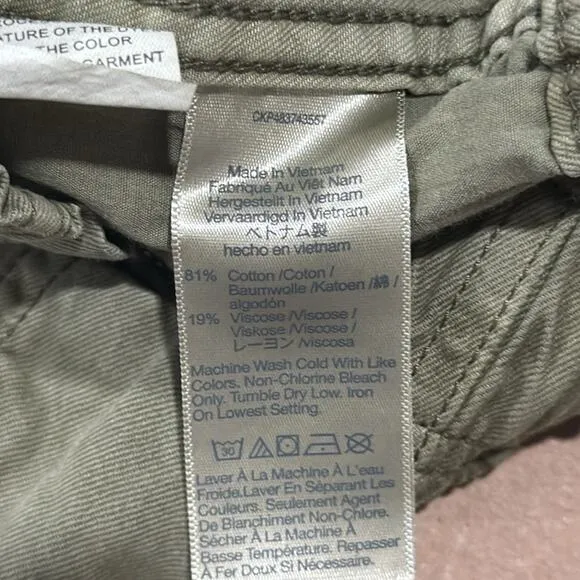 ATURE OF THE
THE COLOR
GARMENT
CKP483743557
Made In Vietnam
Fabriqué Au Viêt Nam
Hergestellt In Vietnam
Vervaardigd In Vietnam
ベトナム製
hecho en vietnam
81% Cotton /Coton /
Baumwolle /Katoen /綿 /
algodón
19% Viscose /Viscose /
Viskose /Viscose /
レーヨン /viscosa
Machine Wash Cold With Like
Colors, Non-Chlorine Bleach
Only. Tumble Dry Low. Iron
On Lowest Setting.
30
Laver À La Machine À L'eau
Froide.Laver En Séparant Les
Couleurs. Seulement Agent
De Blanchiment Non-Chlore.
Sécher À La Machine À
Basse Température. Repasser
À Fer Doux Si Nécessaire